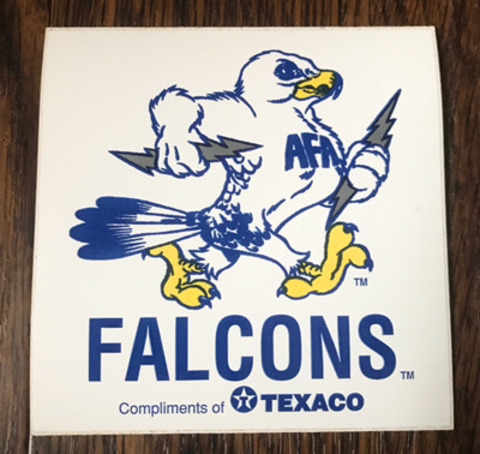 AFA
TM
FALCONS TM
Compliments of TEXACO